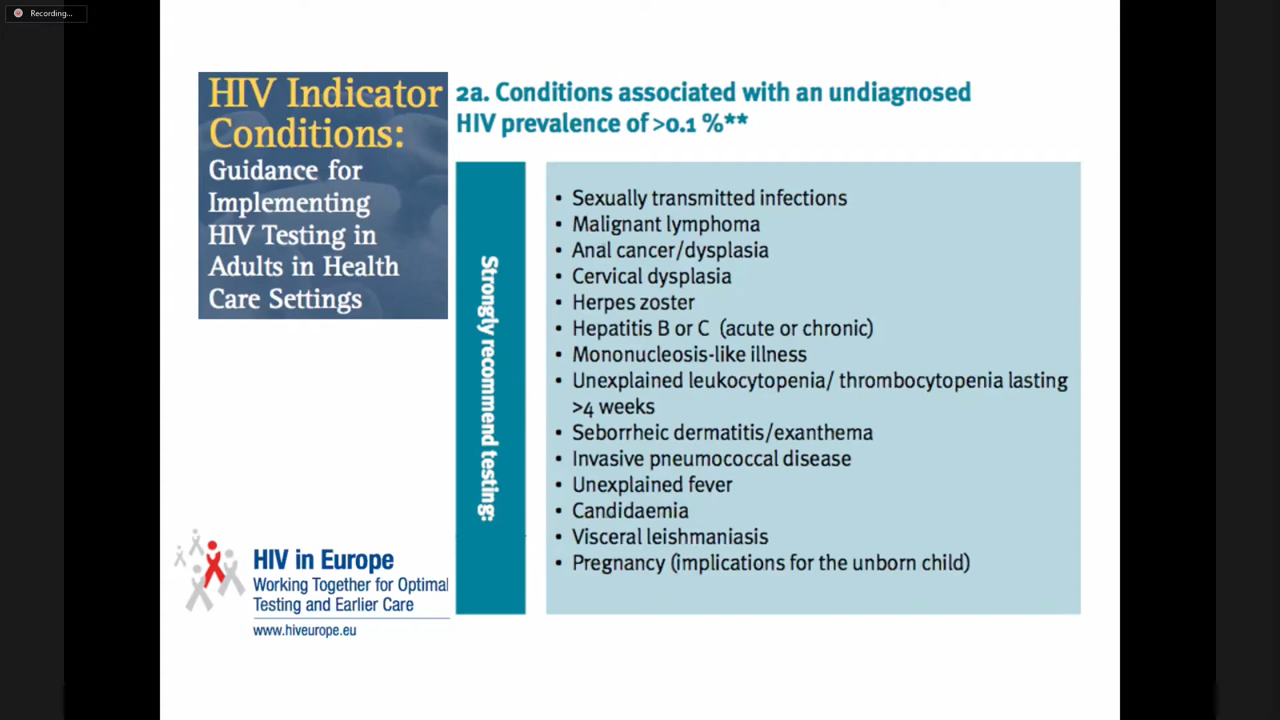 Recording...
HIV Indicator
Conditions:
Guidance for
Implementing
HIV Testing in
Adults in Health
Care Settings
2a. Conditions associated with an undiagnosed
HIV prevalence of >0.1 %**
Strongly recommend testing:
• Sexually transmitted infections
• Malignant lymphoma
• Anal cancer/dysplasia
• Cervical dysplasia
• Herpes zoster
• Hepatitis B or C (acute or chronic)
• Mononucleosis-like illness
• Unexplained leukocytopenia/ thrombocytopenia lasting
>4 weeks
• Seborrheic dermatitis/exanthema
• Invasive pneumococcal disease
• Unexplained fever
• Candidaemia
• Visceral leishmaniasis
• Pregnancy (implications for the unborn child)
HIV in Europe
Working Together for Optimal
Testing and Earlier Care
www.hiveurope.eu